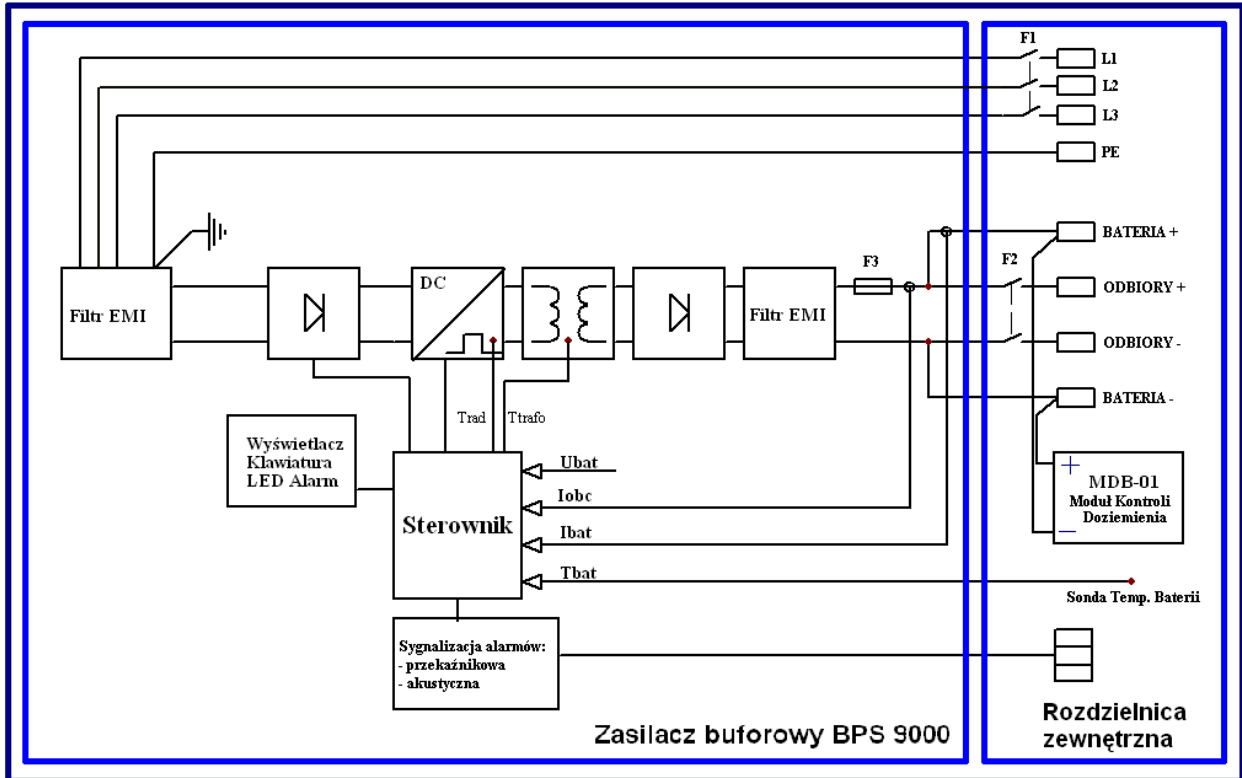 F1
L1
L2
L3
PE
BATERIA +
F3
F2
DC
ODBIORY +
Filtr EMI
Filtr EMI
ODBIORY -
BATERIA -
Trad
Ttrafo
Wyświetlacz
Klawiatura
LED Alarm
Ubat
Iobc
Sterownik
Ibat
Tbat
+
MDB-01
Moduł Kontroli
Doziemienia
-
Sonda Temp. Baterii
Sygnalizacja alarmów:
- przekaźnikowa
- akustyczna
Zasilacz buforowy BPS 9000
Rozdzielnica
zewnętrzna